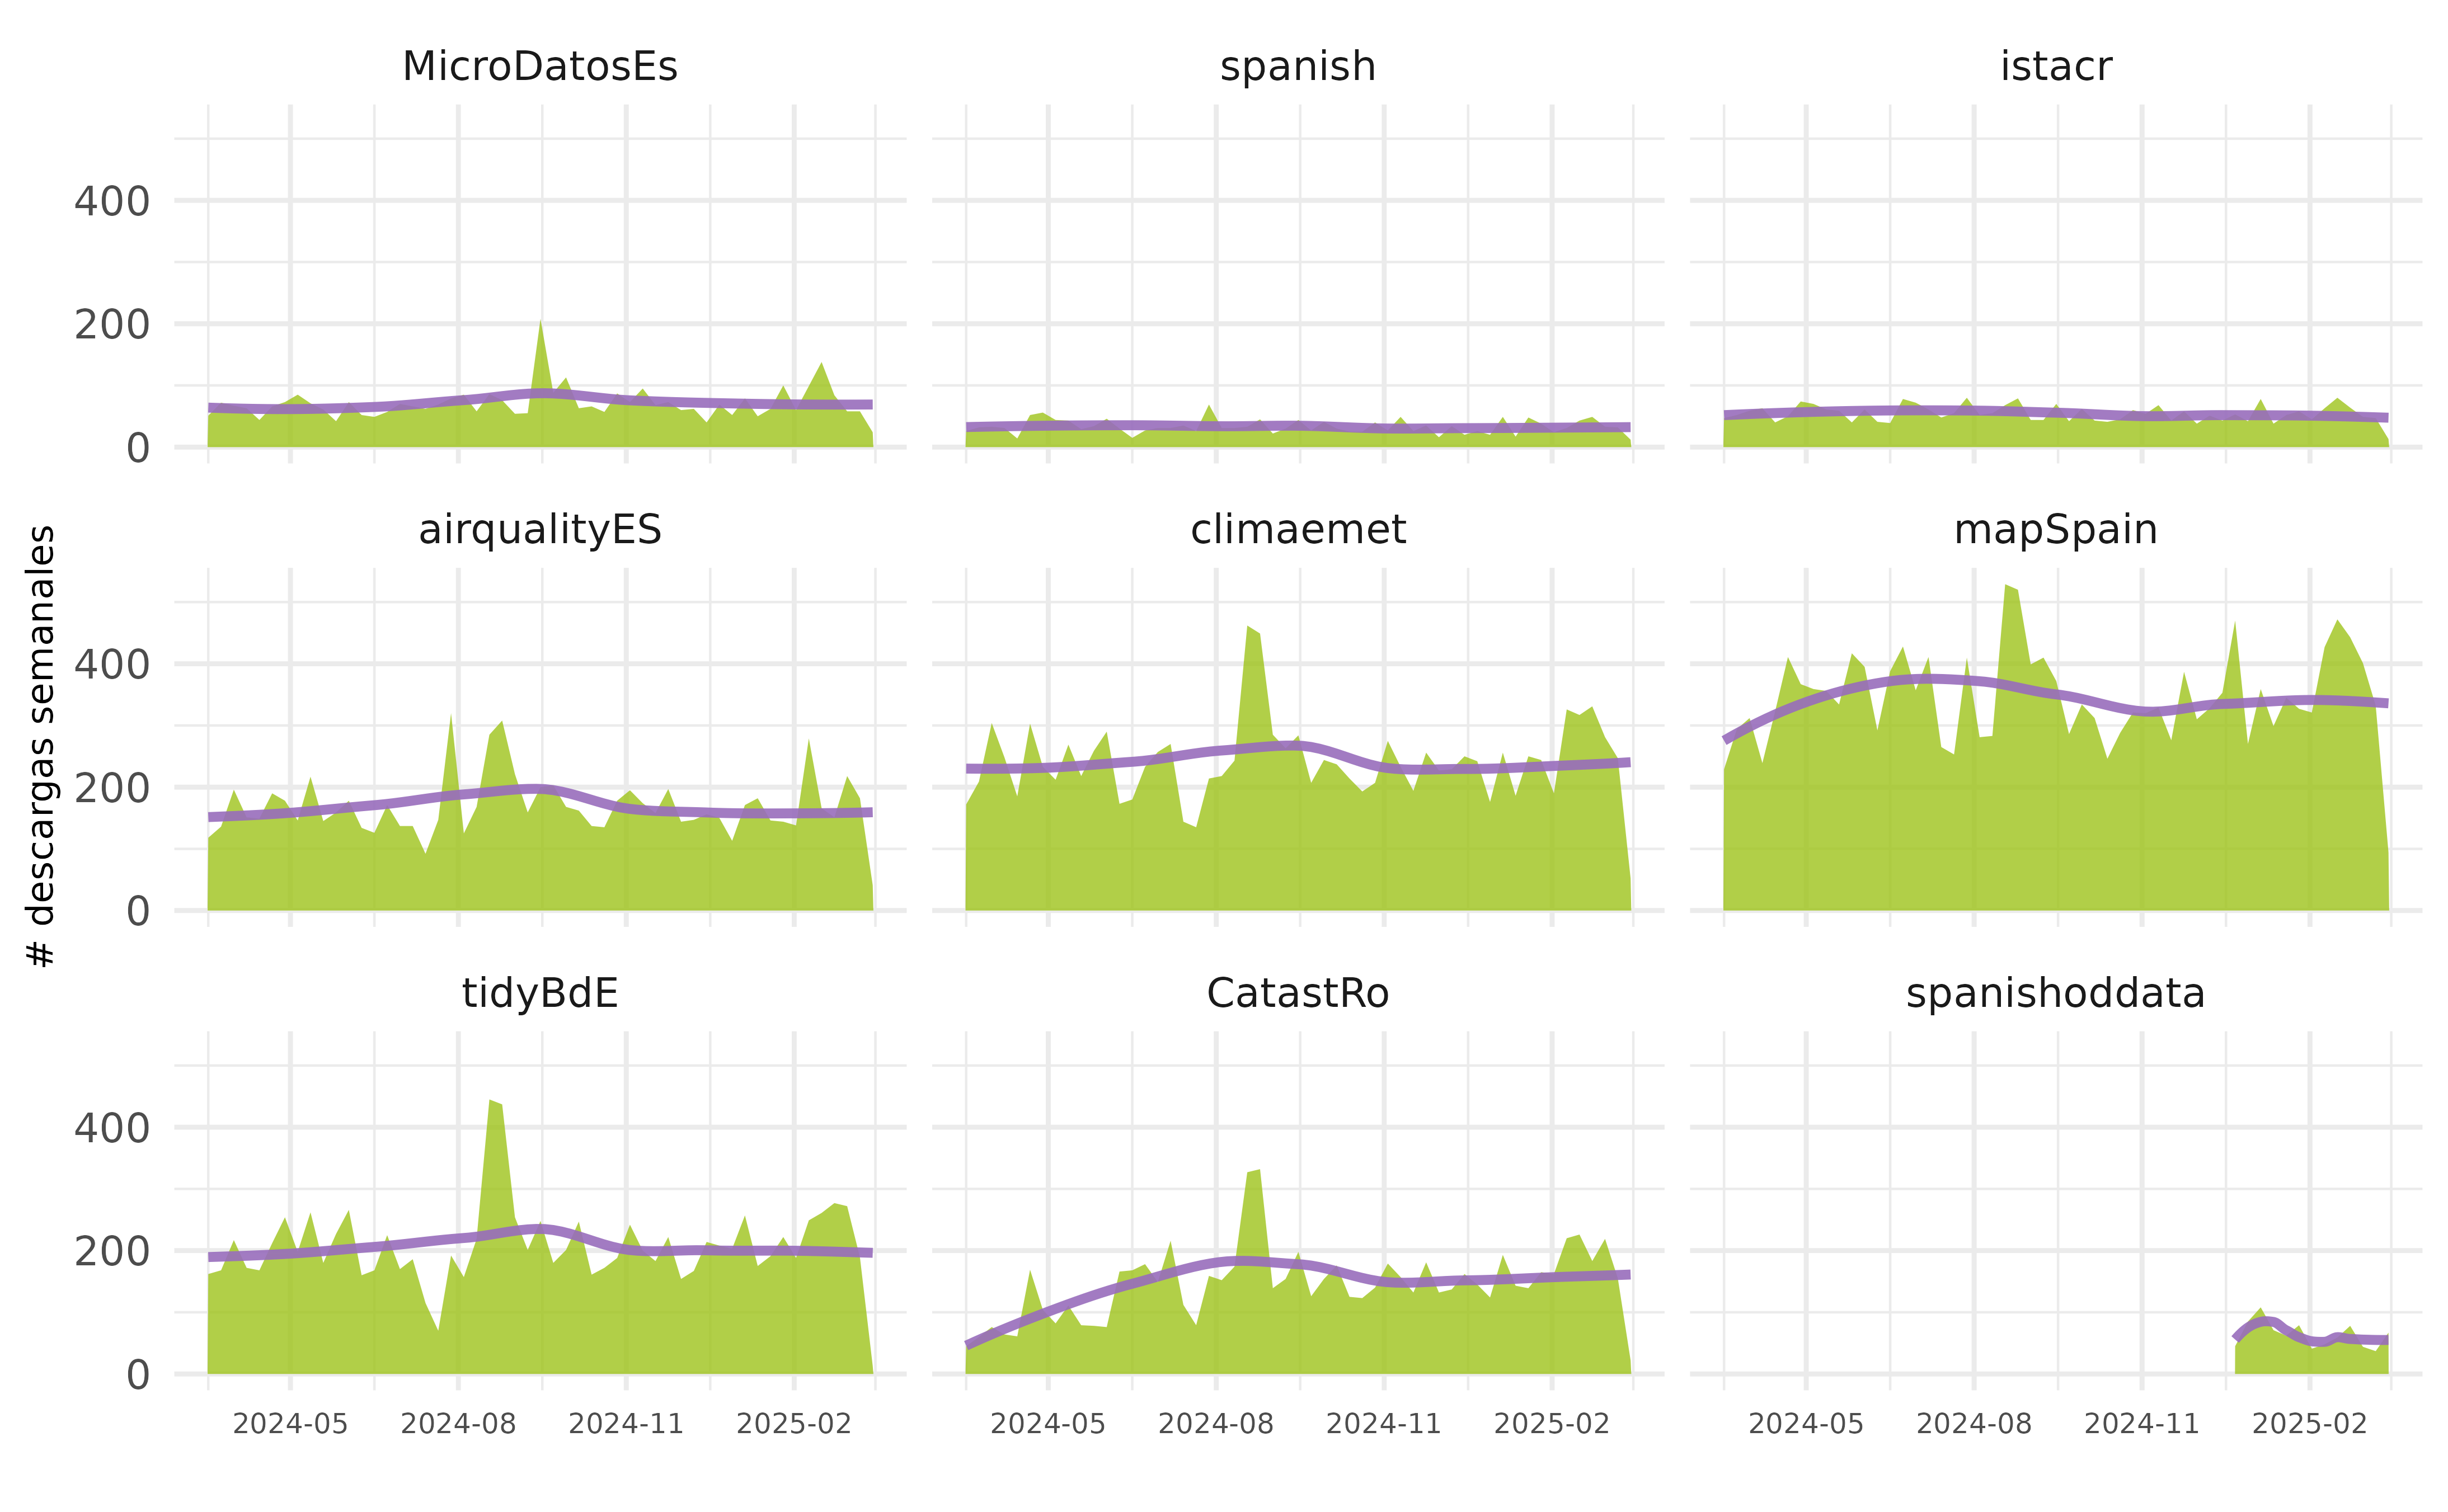 MicroDatosEs
spanish
istacr
400
200
0
airqualityES
climaemet
mapSpain
400
200
0
# descargas semanales
tidyBdE
CatastRo
spanishoddata
400
200
0
2024-05 2024-08 2024-11 2025-02
2024-05 2024-08 2024-11 2025-02
2024-05 2024-08 2024-11 2025-02